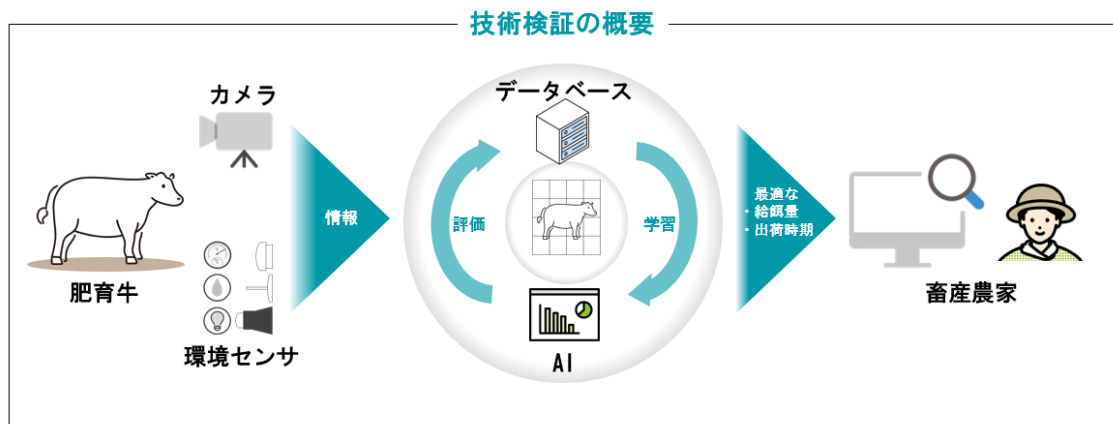 技術検証の概要
カメラ
肥育牛
環境センサ
情報
データベース
評価
学習
AI
最適な
・給餌量
・出荷時期
畜産農家